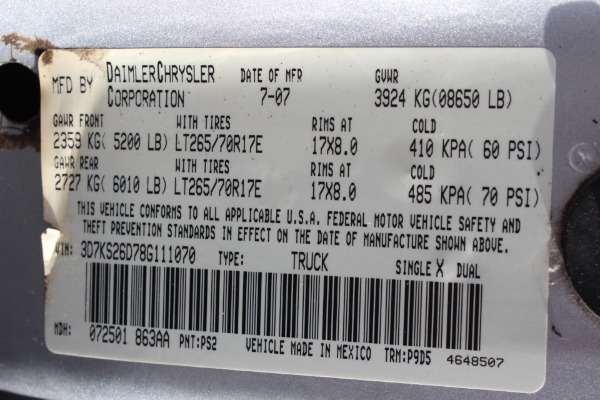 MFD BY DAIMLERCHRYSLER CORPORATION DATE OF MFR 7-07 GVWR 3924 KG(08650 LB)
GAWR FRONT WITH TIRES RIMS AT COLD
2359 KG( 5200 LB) LT265/70R17E 17X8.0 410 KPA( 60 PSI)
GAWR REAR WITH TIRES RIMS AT COLD
2727 KG( 6010 LB) LT265/70R17E 17X8.0 485 KPA( 70 PSI)
THIS VEHICLE CONFORMS TO ALL APPLICABLE U.S.A. FEDERAL MOTOR VEHICLE SAFETY AND
THEFT PREVENTION STANDARDS IN EFFECT ON THE DATE OF MANUFACTURE SHOWN ABOVE.
VIN: 3D7KS26D78G111070 TYPE: TRUCK SINGLE X DUAL
MDH: 072501 863AA PNT:PS2 VEHICLE MADE IN MEXICO TRM:P9D5 4648507